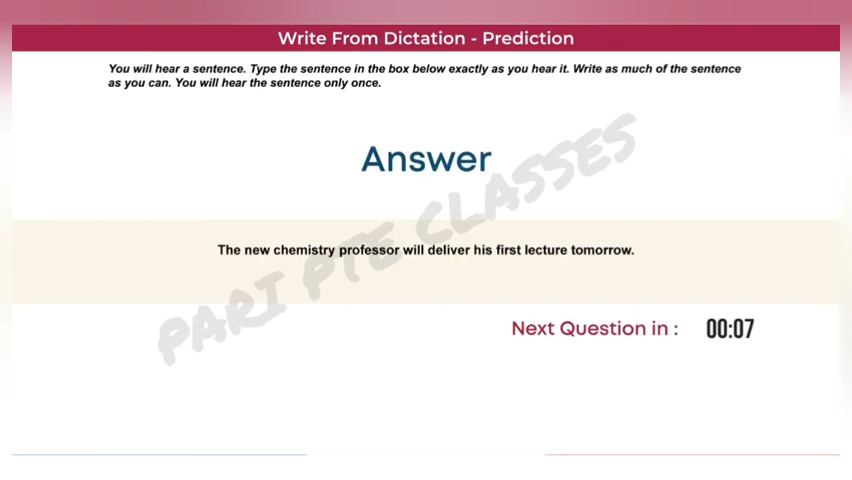 Write From Dictation - Prediction
You will hear a sentence. Type the sentence in the box below exactly as you hear it. Write as much of the sentence
as you can. You will hear the sentence only once.
Answer
PARI PTE CLASSES
The new chemistry professor will deliver his first lecture tomorrow.
Next Question in : 00:07